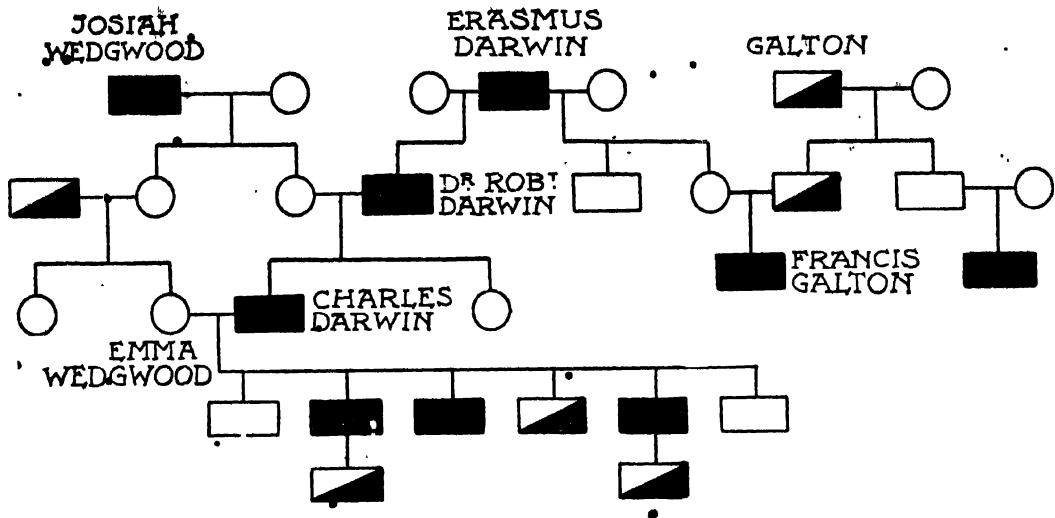 JOSIAH
WEDGWOOD
ERASMUS
DARWIN
GALTON
DR ROBT
DARWIN
FRANCIS
GALTON
CHARLES
DARWIN
EMMA
WEDGWOOD